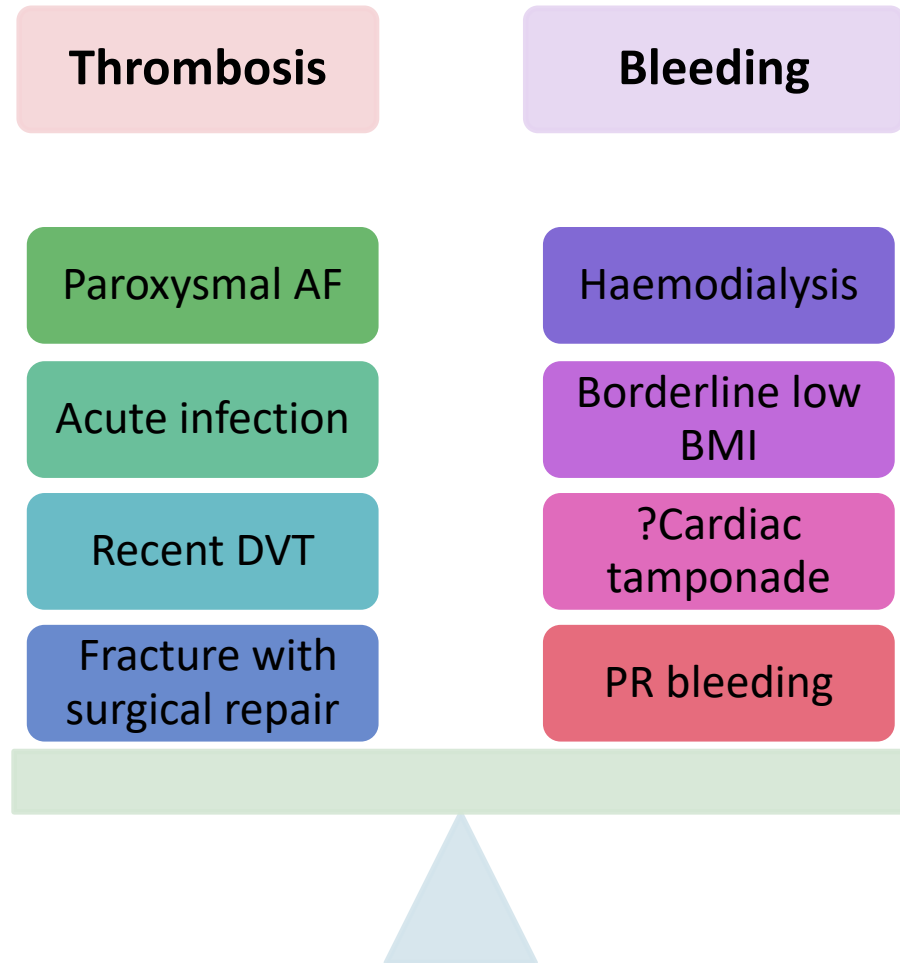 Thrombosis
Bleeding
Paroxysmal AF
Acute infection
Recent DVT
Fracture with
surgical repair
Haemodialysis
Borderline low
BMI
?Cardiac
tamponade
PR bleeding